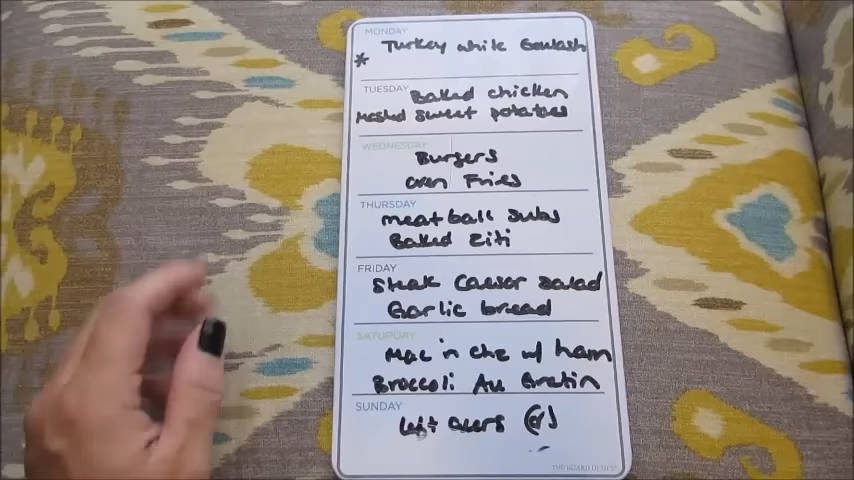 MONDAY
* Turkey white Goulash
TUESDAY
Baked chicken
Mashed sweet potatoes
WEDNESDAY
Burgers
oven Fries
THURSDAY
meatball subs
Baked Ziti
FRIDAY
Steak Caesar salad
Garlic bread
SATURDAY
Mac 'n che w/ ham
Broccoli Au Gratin
SUNDAY
Left overs